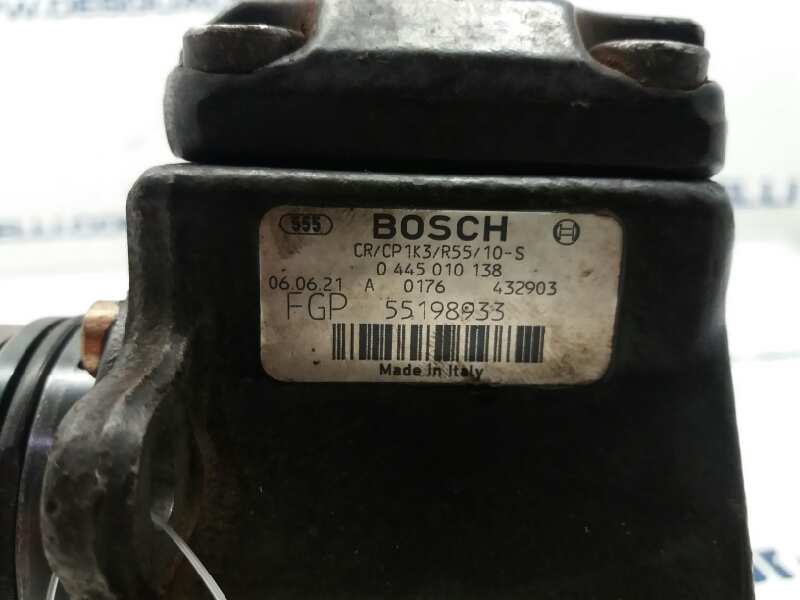 555 BOSCH
CR/CP1K3/R55/10-S
0 445 010 138
06.06.21 A 0176 432903
FGP 55198933
Made in Italy